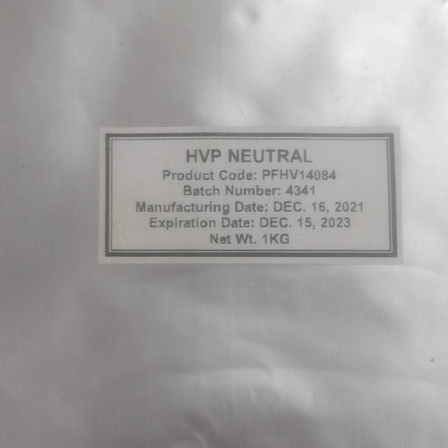 HVP NEUTRAL
Product Code: PFHV14084
Batch Number: 4341
Manufacturing Date: DEC. 16, 2021
Expiration Date: DEC. 15, 2023
Net Wt. 1KG